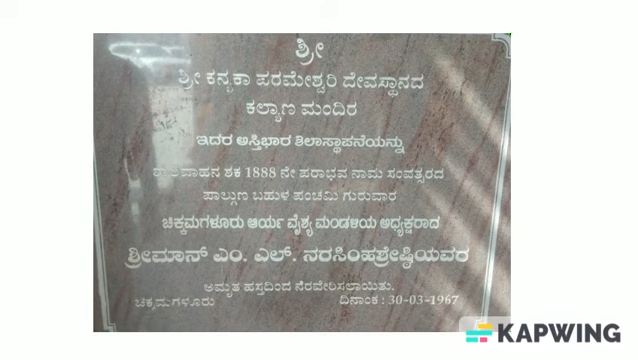 ಶ್ರೀ
ಶ್ರೀ ಕನ್ಯಕಾ ಪರಮೇಶ್ವರಿ ದೇವಸ್ಥಾನದ
ಕಲ್ಯಾಣ ಮಂದಿರ
ಇದರ ಅಸ್ತಿಭಾರ ಶಿಲಾಸ್ಥಾಪನೆಯನ್ನು
ಶಾಲಿವಾಹನ ಶಕ 1888 ನೇ ಪರಾಭವ ನಾಮ ಸಂವತ್ಸರದ
ಪಾಲ್ಗುಣ ಬಹುಳ ಪಂಚಮಿ ಗುರುವಾರ
ಚಿಕ್ಕಮಗಳೂರು ಆರ್ಯ ವೈಶ್ಯ ಮಂಡಳಿಯ ಅಧ್ಯಕ್ಷರಾದ
ಶ್ರೀಮಾನ್ ಎಂ. ಎಲ್. ನರಸಿಂಹಶ್ರೇಷ್ಠಿಯವರ
ಅಮೃತ ಹಸ್ತದಿಂದ ನೆರವೇರಿಸಲಾಯಿತು.
ಚಿಕ್ಕಮಗಳೂರು ದಿನಾಂಕ : 30-03-1967
KAPWING